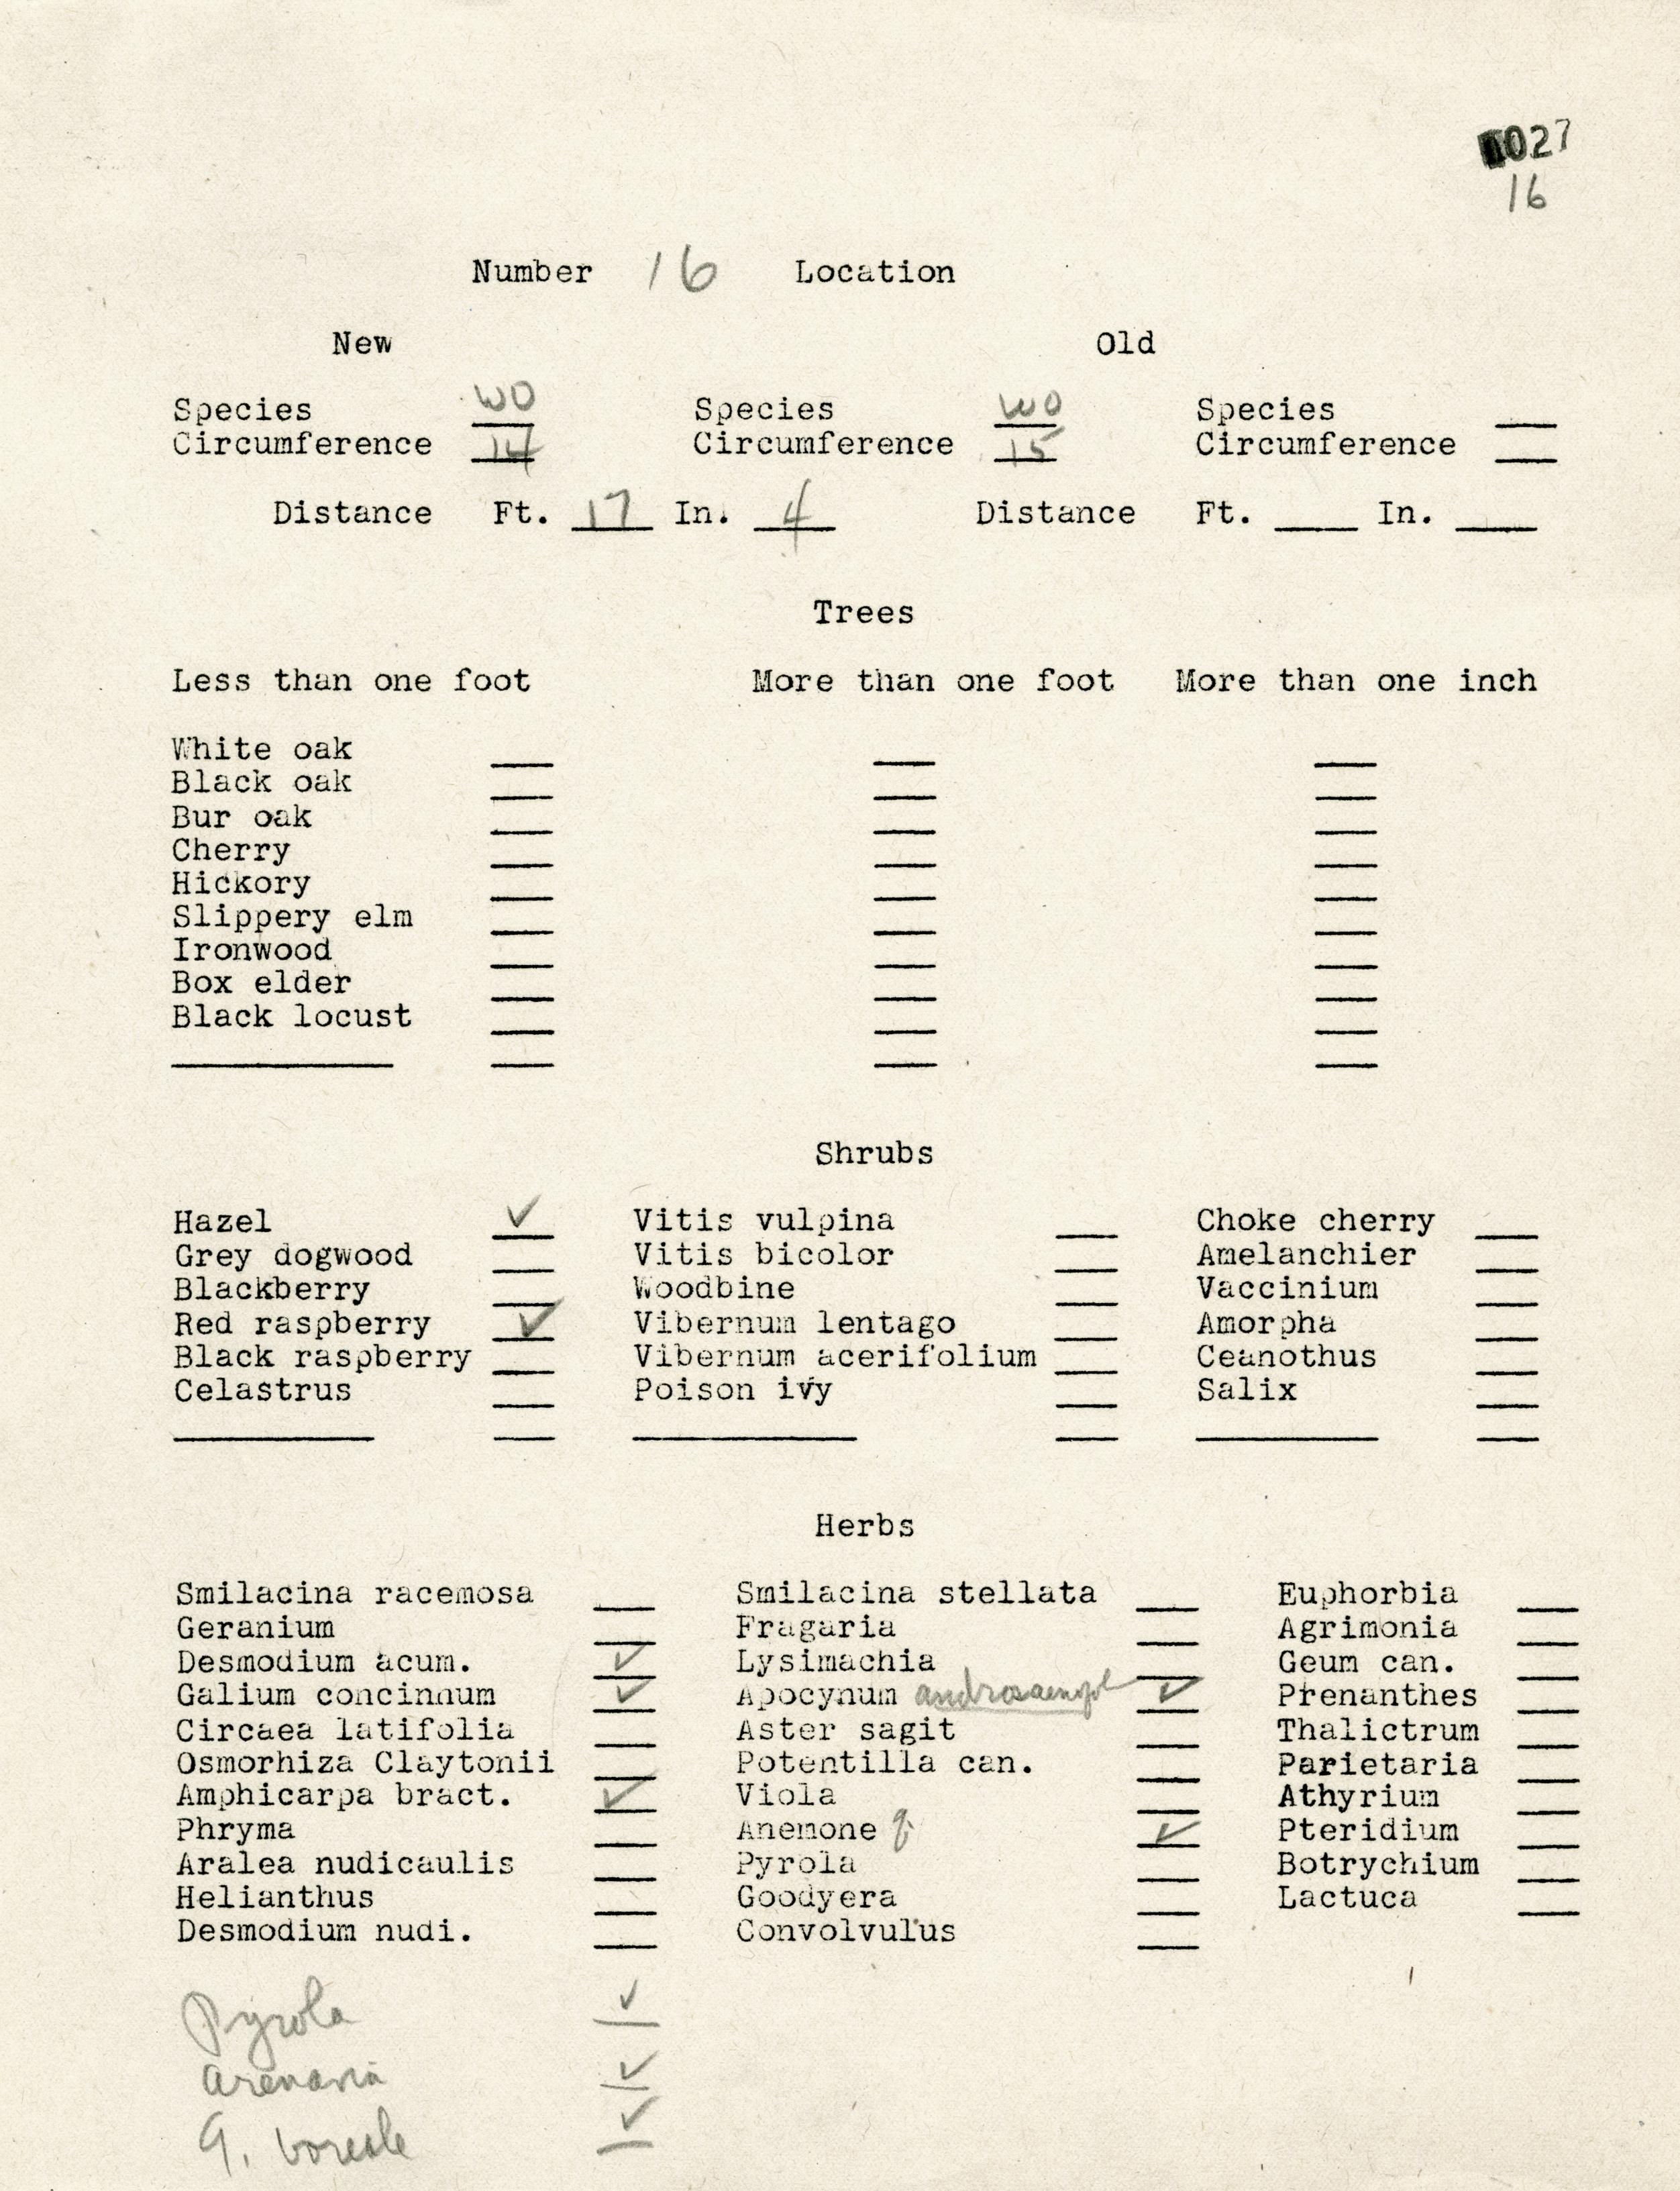 027
16
Number 16 Location
New Old
Species WO Species WO Species
Circumference 14 Circumference 15 Circumference
Distance Ft. 17 In. 4 Distance Ft. In.
Trees
Less than one foot More than one foot More than one inch
White oak
Black oak
Bur oak
Cherry
Hickory
Slippery elm
Ironwood
Box elder
Black locust
Shrubs
Hazel ✓ Vitis vulpina Choke cherry
Grey dogwood Vitis bicolor Amelanchier
Blackberry Woodbine Vaccinium
Red raspberry ✓ Vibernum lentago Amorpha
Black raspberry Vibernum acerifolium Ceanothus
Celastrus Poison ivy Salix
Herbs
Smilacina racemosa Smilacina stellata Euphorbia
Geranium Fragaria Agrimonia
Desmodium acum. ✓ Lysimachia Geum can.
Galium concinnum ✓ Apocynum ✓ Prenanthes
Circaea latifolia Aster sagit Thalictrum
Osmorhiza Claytonii Potentilla can. Parietaria
Amphicarpa bract. ✓ Viola Athyrium
Phryma Anemone q. ✓ Pteridium
Aralea nudicaulis Pyrola Botrychium
Helianthus Goodyera Lactuca
Desmodium nudi. Convolvulus
Pyrola ✓
Arenaria ✓
G. boreale ✓